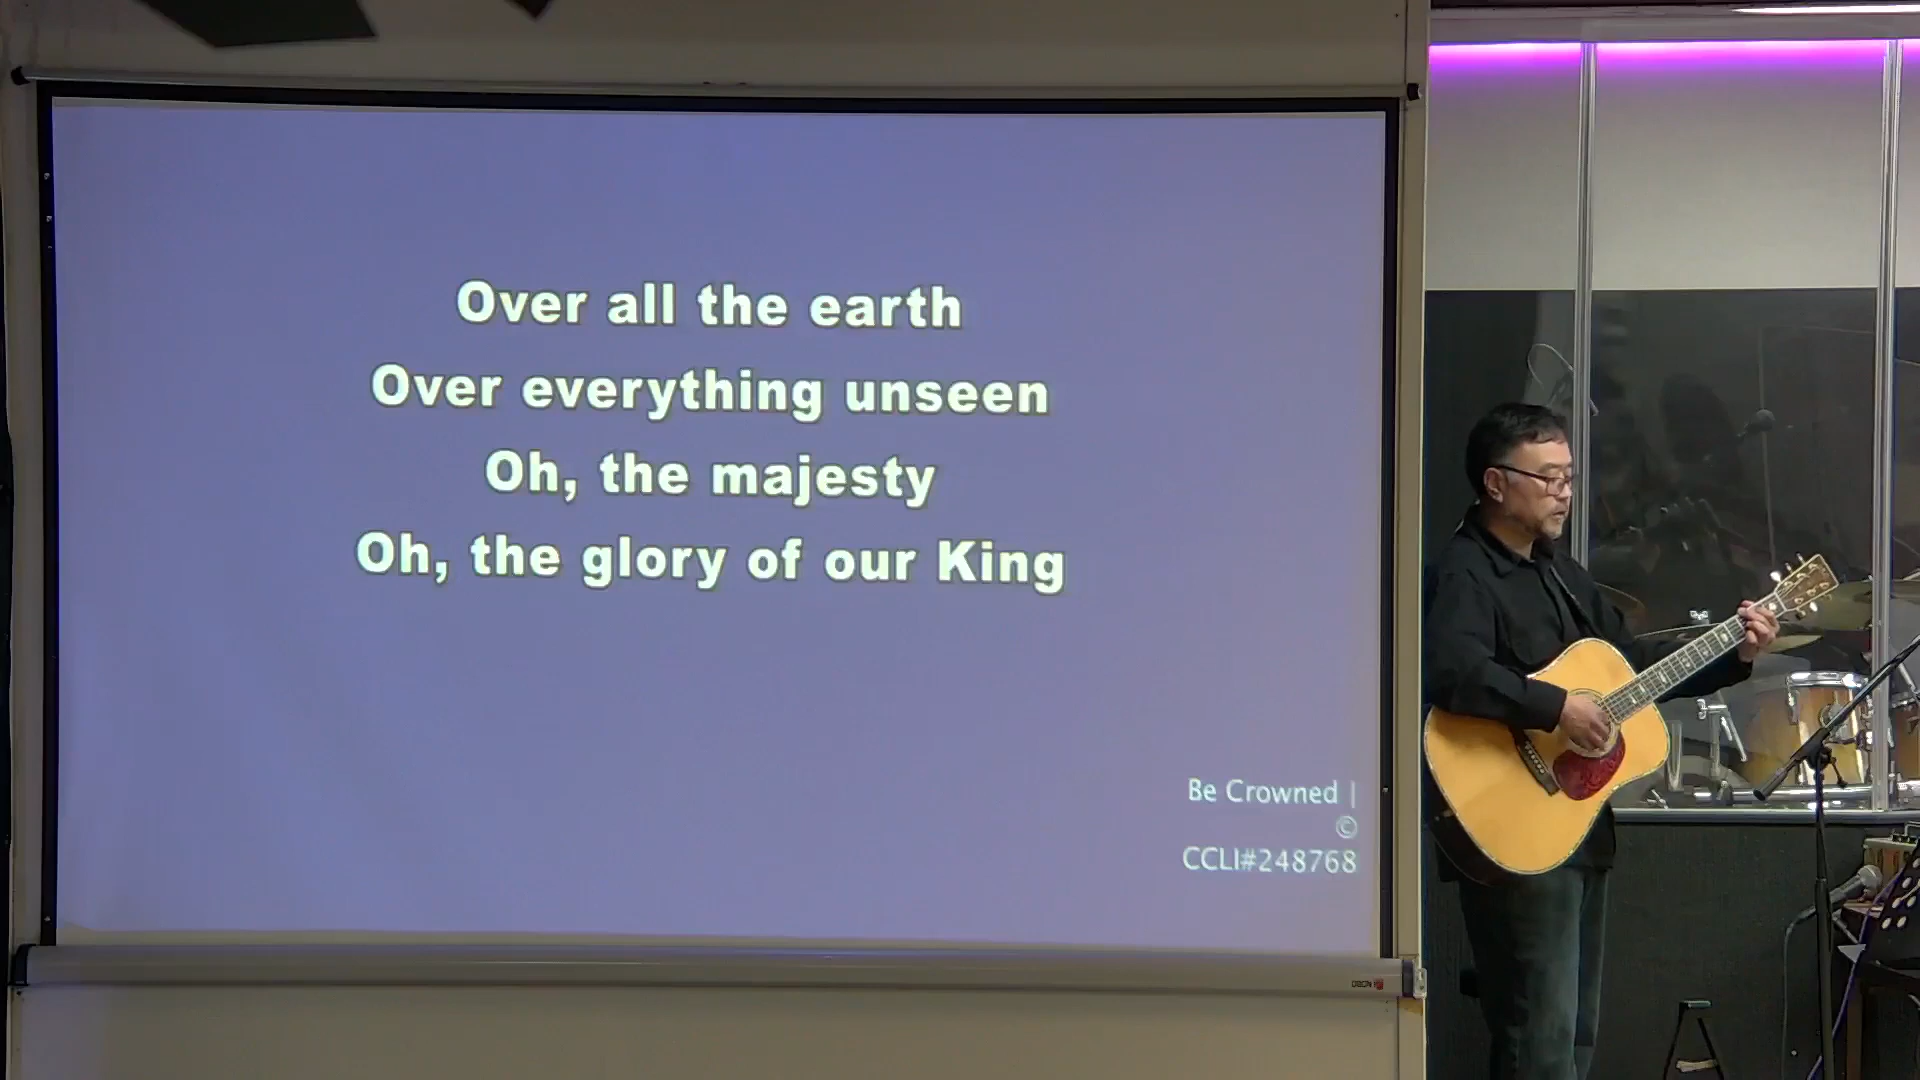 Over all the earth
Over everything unseen
Oh, the majesty
Oh, the glory of our King
Be Crowned |
©
CCLI#248768